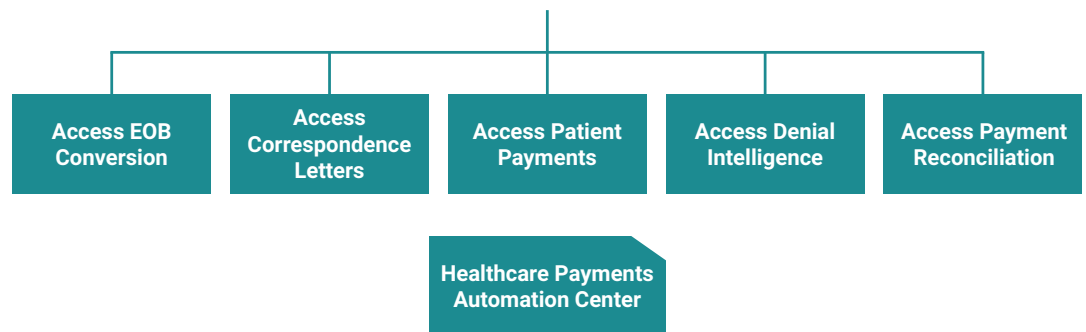 Access EOB
Conversion
Access
Correspondence
Letters
Access Patient
Payments
Access Denial
Intelligence
Access Payment
Reconciliation
Healthcare Payments
Automation Center